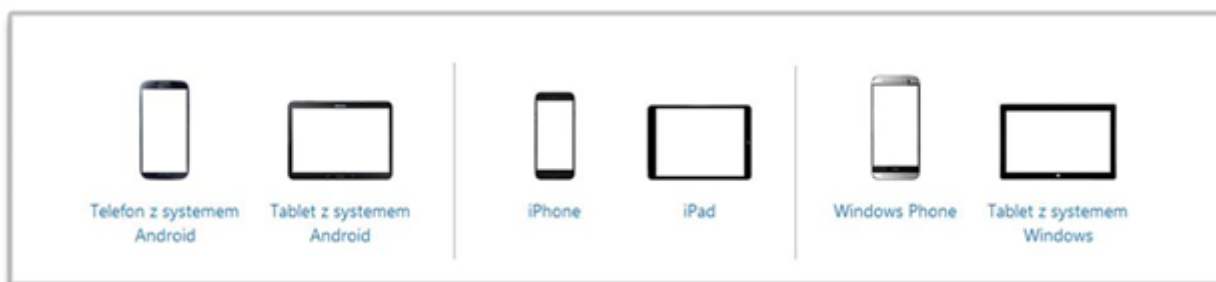 Telefon z systemem
Android
Tablet z systemem
Android
iPhone
iPad
Windows Phone
Tablet z systemem
Windows